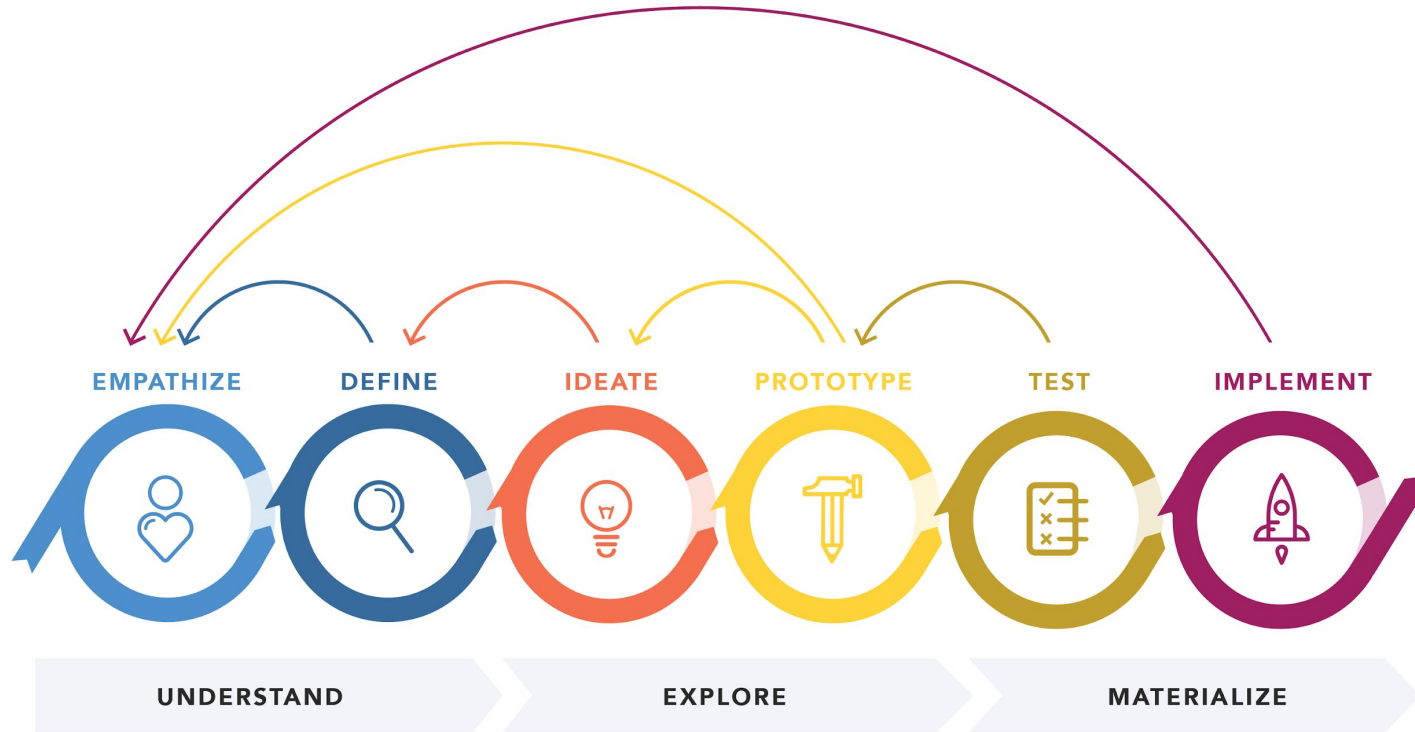 EMPATHIZE
DEFINE
IDEATE
PROTOTYPE
TEST
IMPLEMENT
UNDERSTAND
EXPLORE
MATERIALIZE